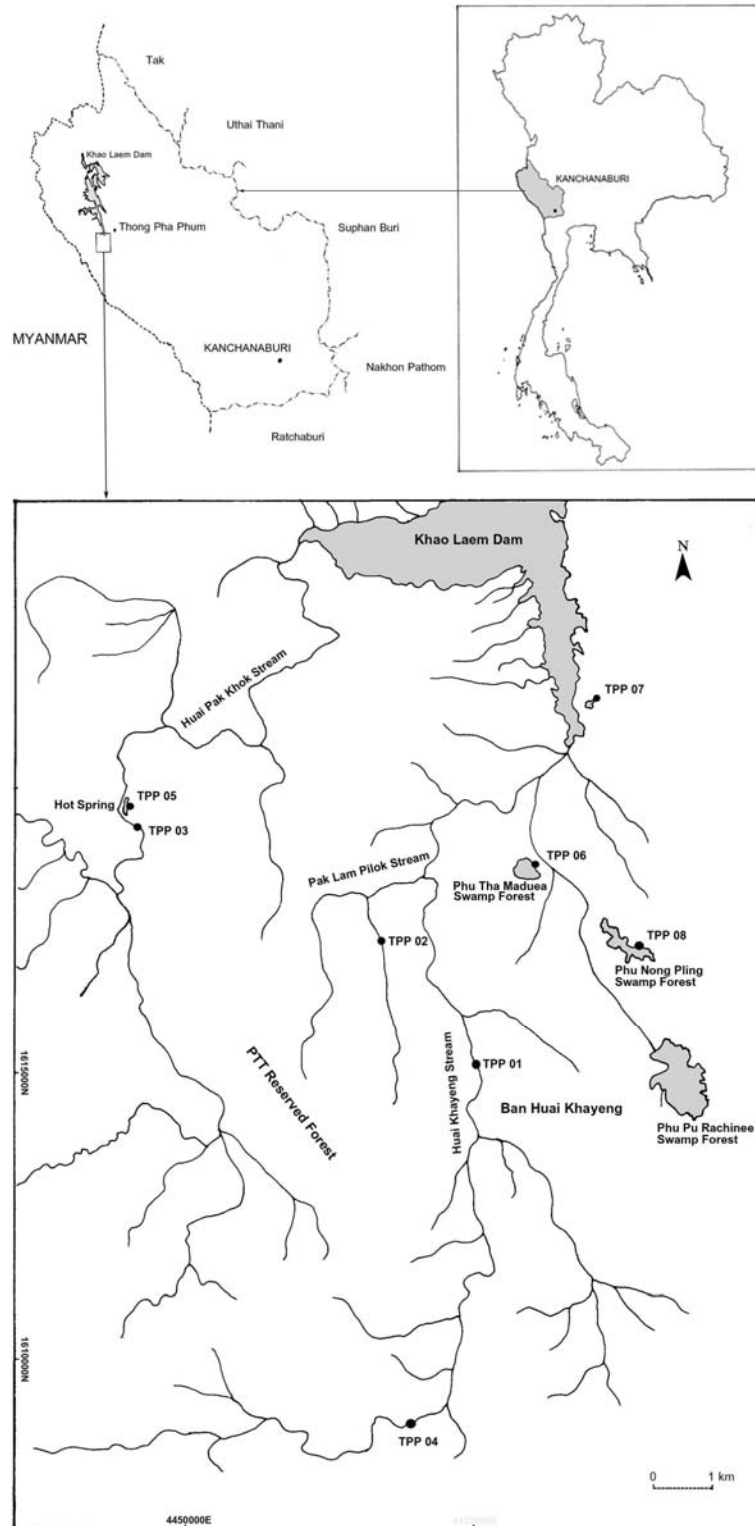 Tak
Uthai Thani
Khao Laem Dam
KANCHANABURI
Thong Pha Phum
Suphan Buri
MYANMAR
KANCHANABURI
Nakhon Pathom
Ratchaburi
Khao Laem Dam
N
TPP 07
Huai Pak Khok Stream
TPP 05
Hot Spring
TPP 03
Pak Lam Pilok Stream
TPP 06
Phu Tha Maduea
Swamp Forest
TPP 02
TPP 08
Phu Nong Pling
Swamp Forest
1615000N
PTT Reserved Forest
Huai Khayeng Stream
TPP 01
Ban Huai Khayeng
Phu Pu Rachinee
Swamp Forest
1610000N
TPP 04
0 1 km
4450000E